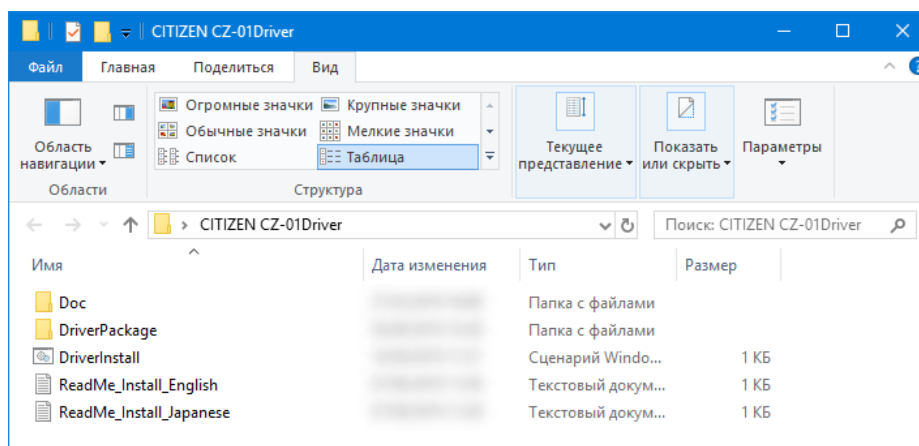 CITIZEN CZ-01Driver
Файл Главная Поделиться Вид
Огромные значки Крупные значки
Обычные значки Мелкие значки
Список Таблица
Область навигации
Текущее представление
Показать или скрыть
Параметры
Области Структура
CITIZEN CZ-01Driver Поиск: CITIZEN CZ-01Driver
Имя Дата изменения Тип Размер
Doc Папка с файлами
DriverPackage Папка с файлами
DriverInstall Сценарий Windo... 1 КБ
ReadMe_Install_English Текстовый докум... 1 КБ
ReadMe_Install_Japanese Текстовый докум... 1 КБ